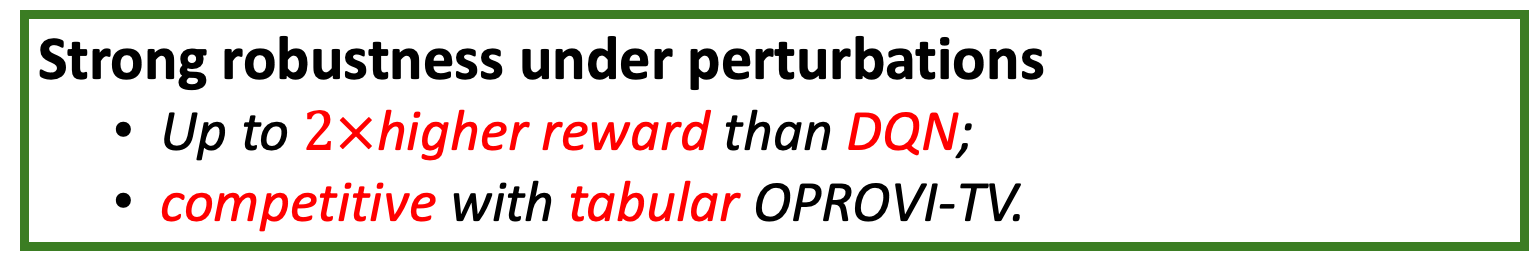 Strong robustness under perturbations
• Up to 2×higher reward than DQN;
• competitive with tabular OPROVI-TV.